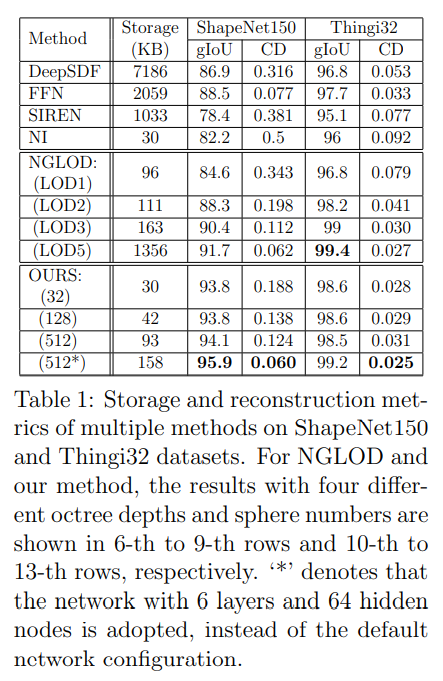 Method Storage (KB) ShapeNet150 Thingi32
gIoU CD gIoU CD
DeepSDF 7186 86.9 0.316 96.8 0.053
FFN 2059 88.5 0.077 97.7 0.033
SIREN 1033 78.4 0.381 95.1 0.077
NI 30 82.2 0.5 96 0.092
NGLOD:
(LOD1) 96 84.6 0.343 96.8 0.079
(LOD2) 111 88.3 0.198 98.2 0.041
(LOD3) 163 90.4 0.112 99 0.030
(LOD5) 1356 91.7 0.062 99.4 0.027
OURS:
(32) 30 93.8 0.188 98.6 0.028
(128) 42 93.8 0.138 98.6 0.029
(512) 93 94.1 0.124 98.5 0.031
(512*) 158 95.9 0.060 99.2 0.025
Table 1: Storage and reconstruction met-
rics of multiple methods on ShapeNet150
and Thingi32 datasets. For NGLOD and
our method, the results with four differ-
ent octree depths and sphere numbers are
shown in 6-th to 9-th rows and 10-th to
13-th rows, respectively. ‘*’ denotes that
the network with 6 layers and 64 hidden
nodes is adopted, instead of the default
network configuration.